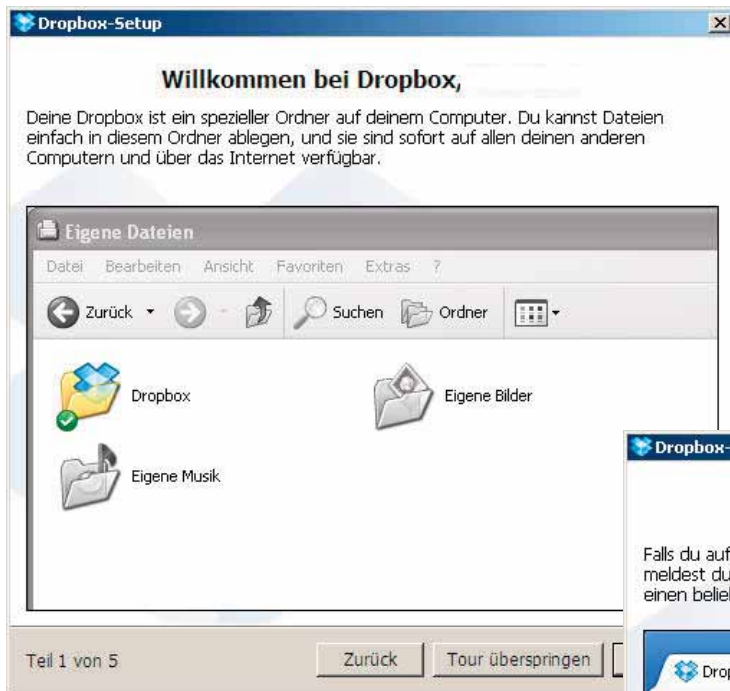 Dropbox-Setup
Willkommen bei Dropbox,
Deine Dropbox ist ein spezieller Ordner auf deinem Computer. Du kannst Dateien
einfach in diesem Ordner ablegen, und sie sind sofort auf allen deinen anderen
Computern und über das Internet verfügbar.
Eigene Dateien
Datei Bearbeiten Ansicht Favoriten Extras ?
Zurück Suchen Ordner
Dropbox Eigene Bilder
Eigene Musik
Teil 1 von 5 Zurück Tour überspringen
Dropbox-
Falls du auf
meldest du
einen